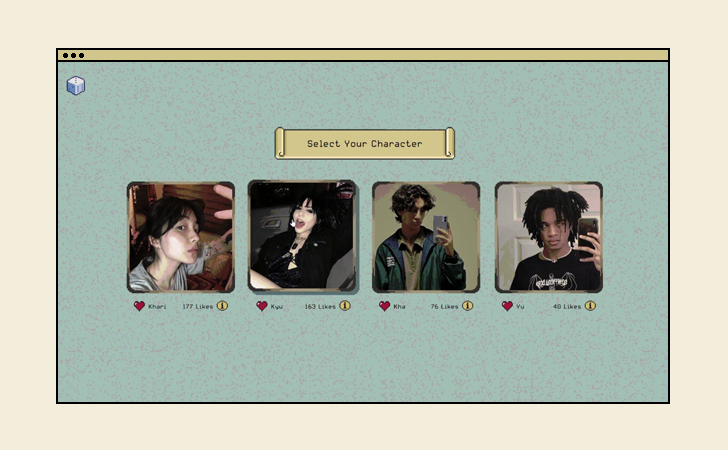 Select Your Character
Khari 177 Likes
Kyu 163 Likes
Kha 76 Likes
Yu 40 Likes